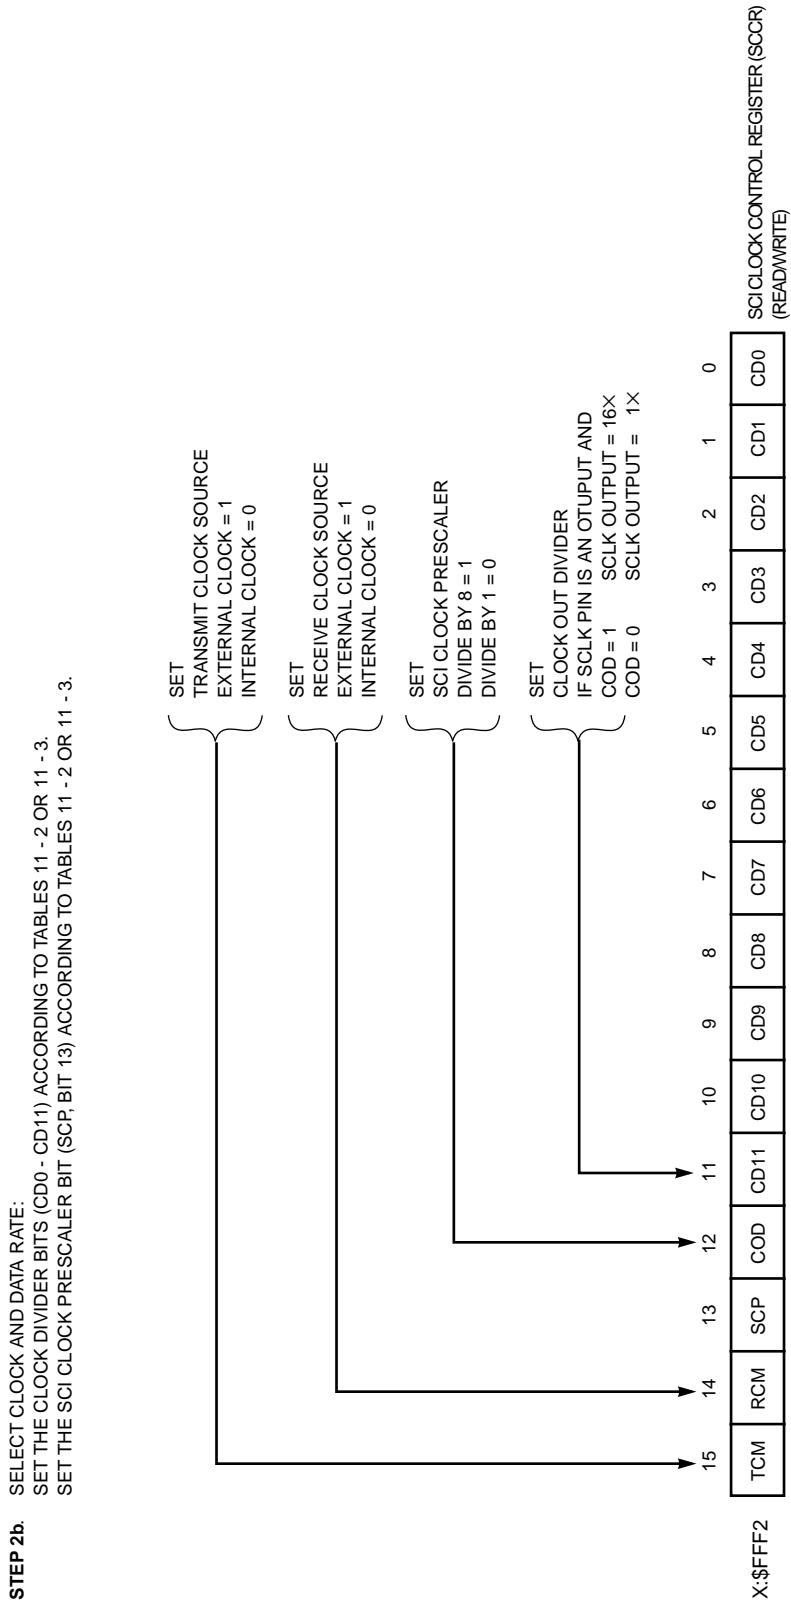 STEP 2b. SELECT CLOCK AND DATA RATE:
SET THE CLOCK DIVIDER BITS (CD0 - CD11) ACCORDING TO TABLES 11 - 2 OR 11 - 3.
SET THE SCI CLOCK PRESCALER BIT (SCP, BIT 13) ACCORDING TO TABLES 11 - 2 OR 11 - 3.
SET
TRANSMIT CLOCK SOURCE
EXTERNAL CLOCK = 1
INTERNAL CLOCK = 0
SET
RECEIVE CLOCK SOURCE
EXTERNAL CLOCK = 1
INTERNAL CLOCK = 0
SET
SCI CLOCK PRESCALER
DIVIDE BY 8 = 1
DIVIDE BY 1 = 0
SET
CLOCK OUT DIVIDER
IF SCLK PIN IS AN OTUPUT AND
COD = 1 SCLK OUTPUT = 16×
COD = 0 SCLK OUTPUT = 1×
15 14 13 12 11 10 9 8 7 6 5 4 3 2 1 0
X:$FFF2 TCM RCM SCP COD CD11 CD10 CD9 CD8 CD7 CD6 CD5 CD4 CD3 CD2 CD1 CD0
SCI CLOCK CONTROL REGISTER (SCCR)
(READ/WRITE)